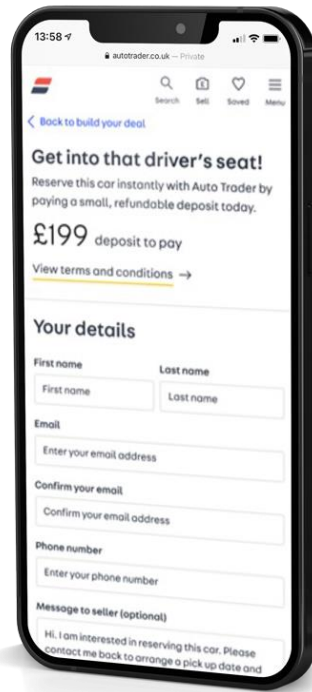 13:58
autotrader.co.uk — Private
Search Sell Saved Menu
Back to build your deal
Get into that driver's seat!
Reserve this car instantly with Auto Trader by
paying a small, refundable deposit today.
£199 deposit to pay
View terms and conditions →
Your details
First name Last name
First name Last name
Email
Enter your email address
Confirm your email
Confirm your email address
Phone number
Enter your phone number
Message to seller (optional)
Hi. I am interested in reserving this car. Please
contact me back to arrange a pick up date and